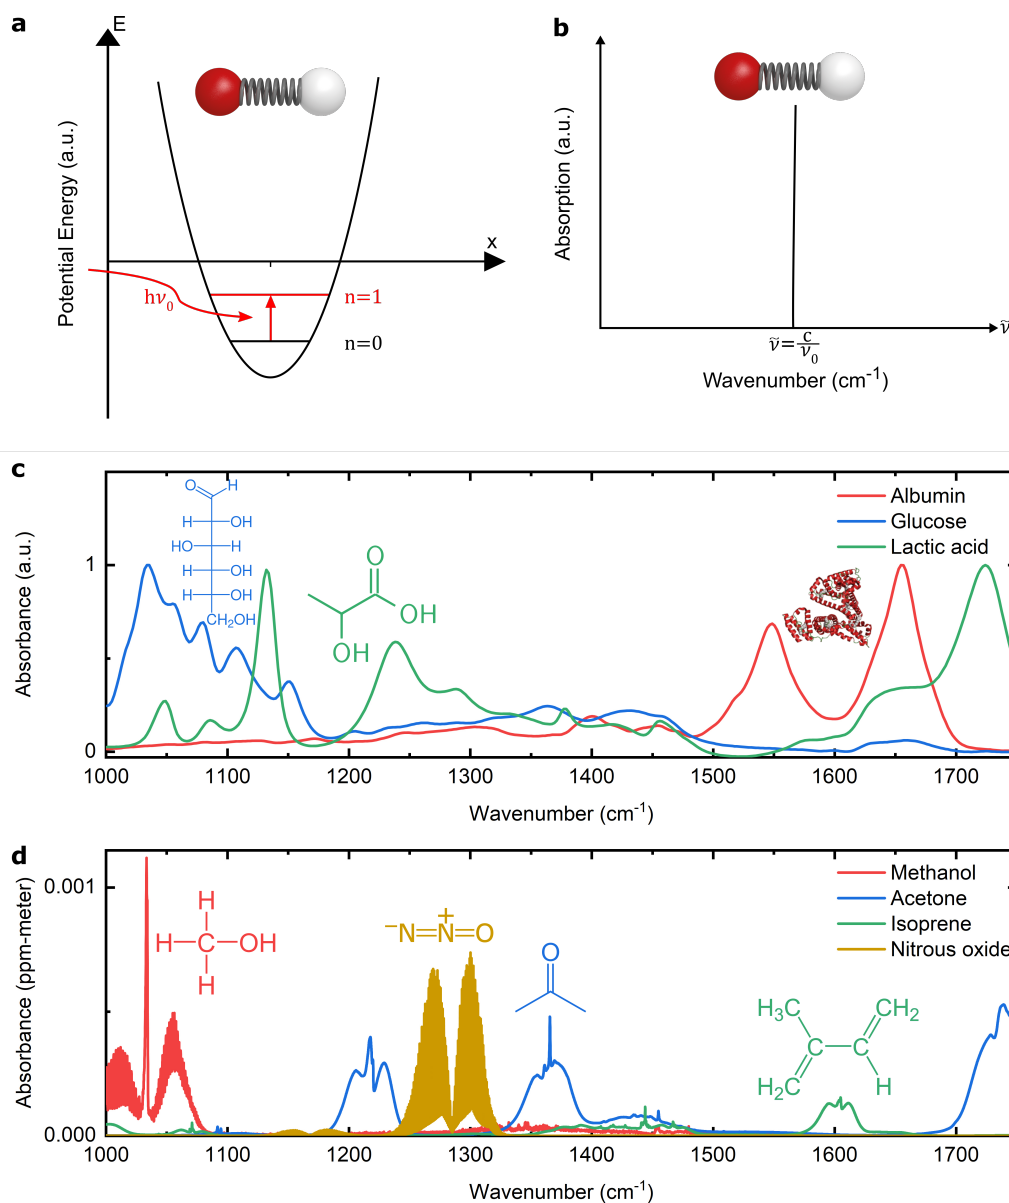 a
E
Potential Energy (a.u.)
x
hν₀
n=1
n=0
b
Absorption (a.u.)
ν̃
ν̃=c/ν₀
Wavenumber (cm⁻¹)
c
Absorbance (a.u.)
1
0
O H
H OH
HO H
H OH
H OH
CH₂OH
O
OH
OH
Albumin
Glucose
Lactic acid
1000 1100 1200 1300 1400 1500 1600 1700
Wavenumber (cm⁻¹)
d
Absorbance (ppm-meter)
0.001
0.000
H
H C OH
H
⁻N=N⁺=O
O
Methanol
Acetone
Isoprene
Nitrous oxide
H₃C CH₂
H₂C H
1000 1100 1200 1300 1400 1500 1600 1700
Wavenumber (cm⁻¹)